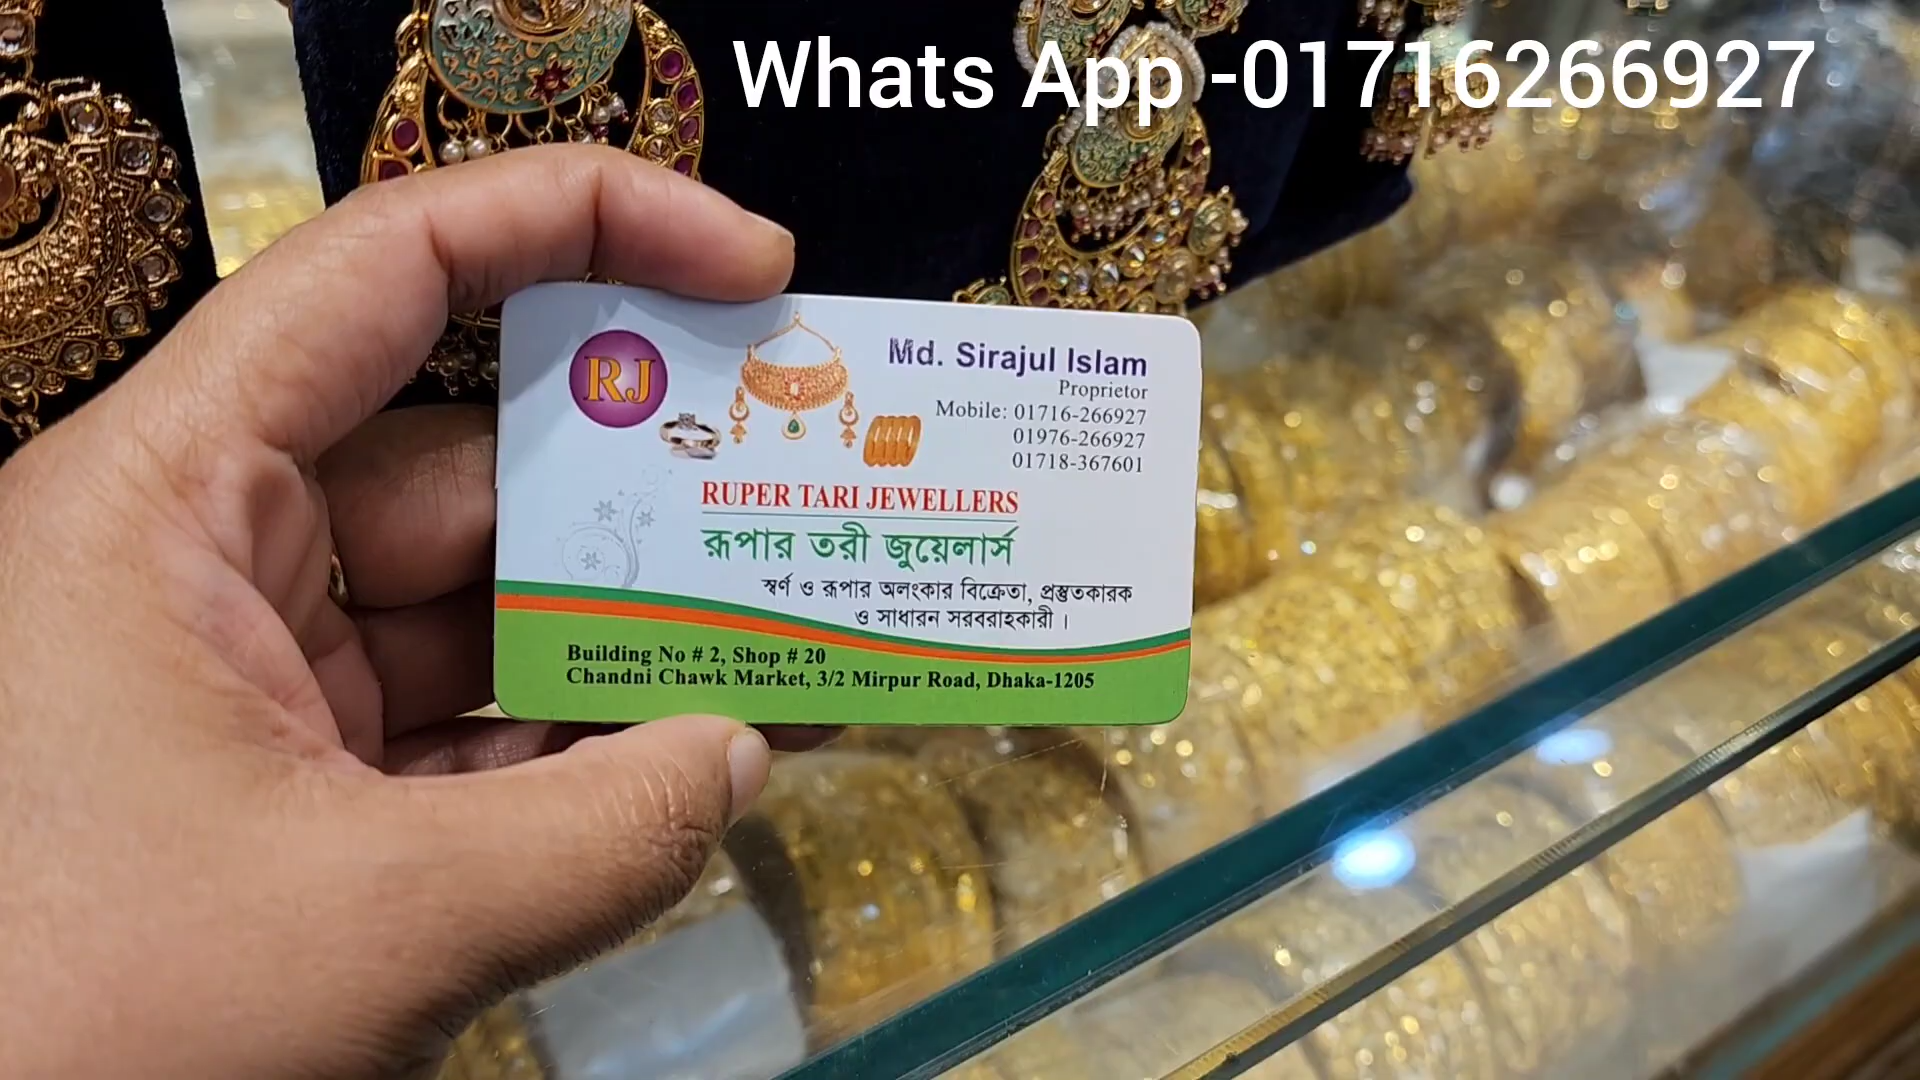 Whats App -01716266927
RJ
Md. Sirajul Islam
Proprietor
Mobile: 01716-266927
01976-266927
01718-367601
RUPER TARI JEWELLERS
রূপার তরী জুয়েলার্স
স্বর্ণ ও রূপার অলংকার বিক্রেতা, প্রস্তুতকারক
ও সাধারন সরবরাহকারী।
Building No # 2, Shop # 20
Chandni Chawk Market, 3/2 Mirpur Road, Dhaka-1205